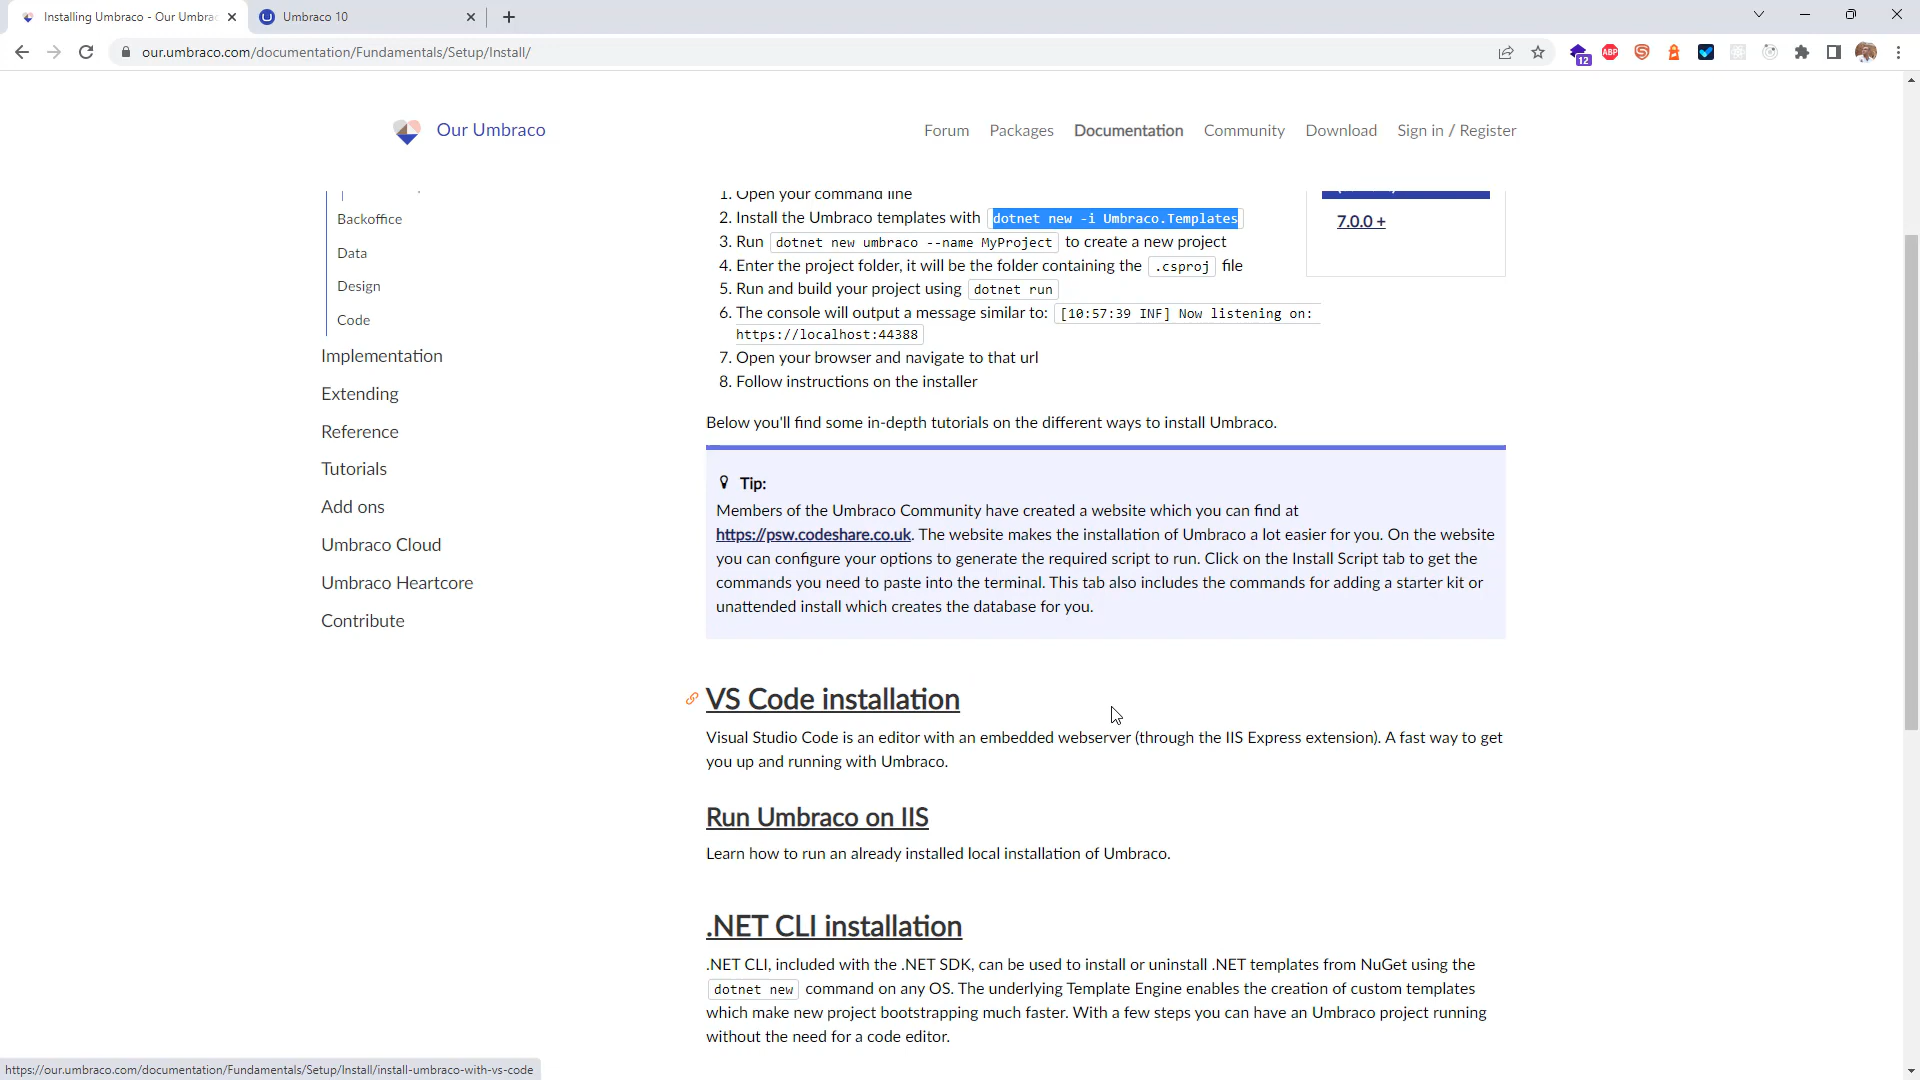 Installing Umbraco - Our Umbrac
Umbraco 10
our.umbraco.com/documentation/Fundamentals/Setup/Install/
ABP
12
Our Umbraco
Forum
Packages
Documentation
Community
Download
Sign in / Register
Backoffice
Data
Design
Code
Implementation
Extending
Reference
Tutorials
Add ons
Umbraco Cloud
Umbraco Heartcore
Contribute
1. Open your command line
2. Install the Umbraco templates with dotnet new -i Umbraco.Templates
3. Run dotnet new umbraco --name MyProject to create a new project
4. Enter the project folder, it will be the folder containing the .csproj file
5. Run and build your project using dotnet run
6. The console will output a message similar to: [10:57:39 INF] Now listening on:
https://localhost:44388
7. Open your browser and navigate to that url
8. Follow instructions on the installer
7.0.0 +
Below you'll find some in-depth tutorials on the different ways to install Umbraco.
Tip:
Members of the Umbraco Community have created a website which you can find at
https://psw.codeshare.co.uk. The website makes the installation of Umbraco a lot easier for you. On the website
you can configure your options to generate the required script to run. Click on the Install Script tab to get the
commands you need to paste into the terminal. This tab also includes the commands for adding a starter kit or
unattended install which creates the database for you.
VS Code installation
Visual Studio Code is an editor with an embedded webserver (through the IIS Express extension). A fast way to get
you up and running with Umbraco.
Run Umbraco on IIS
Learn how to run an already installed local installation of Umbraco.
.NET CLI installation
.NET CLI, included with the .NET SDK, can be used to install or uninstall .NET templates from NuGet using the
dotnet new command on any OS. The underlying Template Engine enables the creation of custom templates
which make new project bootstrapping much faster. With a few steps you can have an Umbraco project running
without the need for a code editor.
https://our.umbraco.com/documentation/Fundamentals/Setup/Install/install-umbraco-with-vs-code